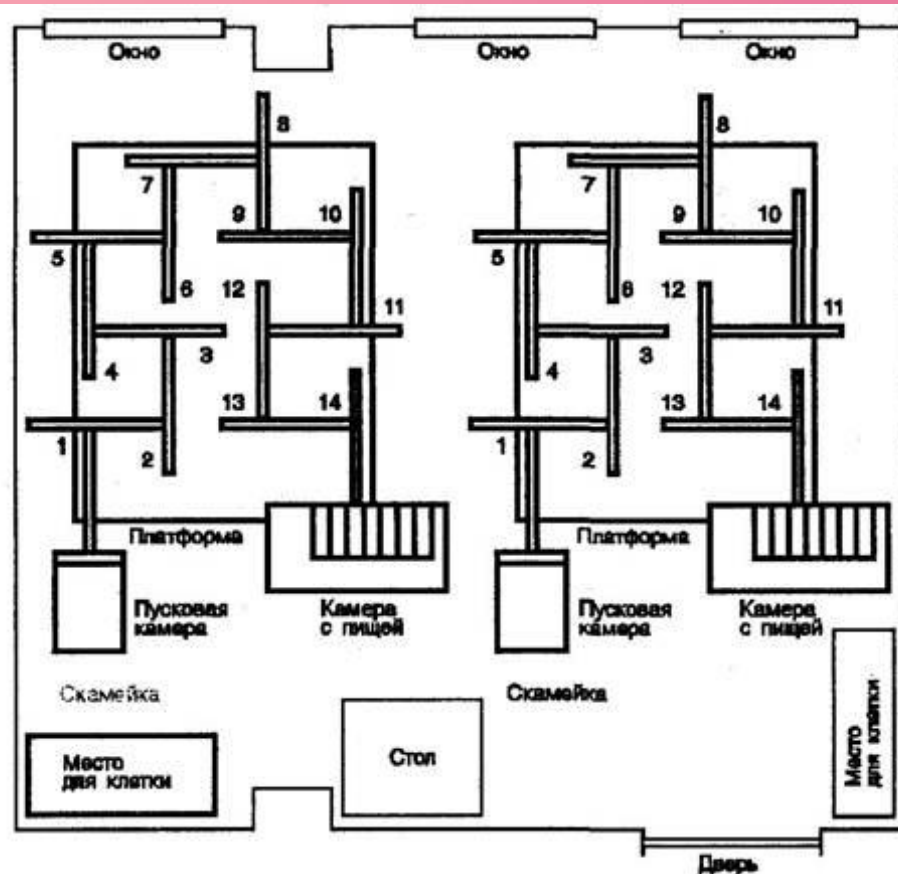 Окно
Окно
Окно
8
8
7
7
9
10
9
10
5
5
6
12
6
12
11
11
4
3
4
3
13
14
13
14
1
2
1
2
Платформа
Платформа
Пусковая
камера
Камера
с пищей
Пусковая
камера
Камера
с пищей
Скамейка
Скамейка
Место
для клетки
Стол
Место
для клетки
Дверь